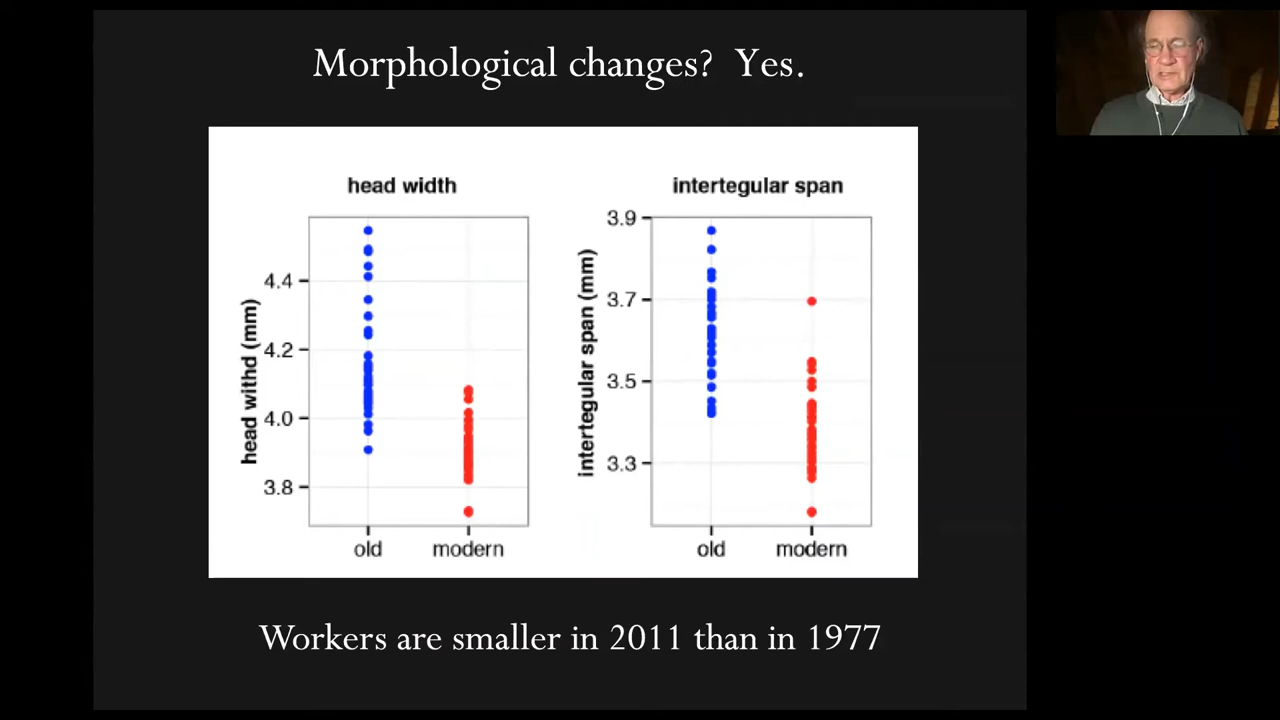 Morphological changes? Yes.
head width
intertegular span
head withd (mm)
4.4
4.2
4.0
3.8
old
modern
intertegular span (mm)
3.9
3.7
3.5
3.3
old
modern
Workers are smaller in 2011 than in 1977